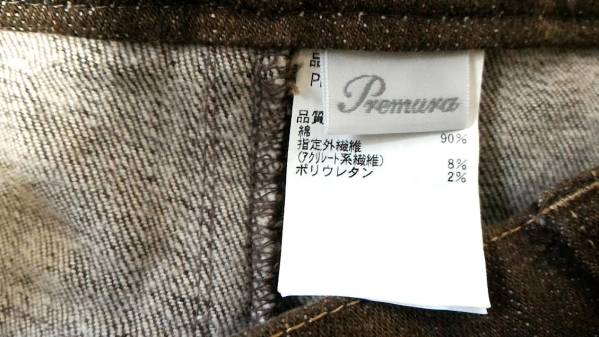 品
P
Premura
品質
綿 90%
指定外繊維
(アクリレート系繊維) 8%
ポリウレタン 2%